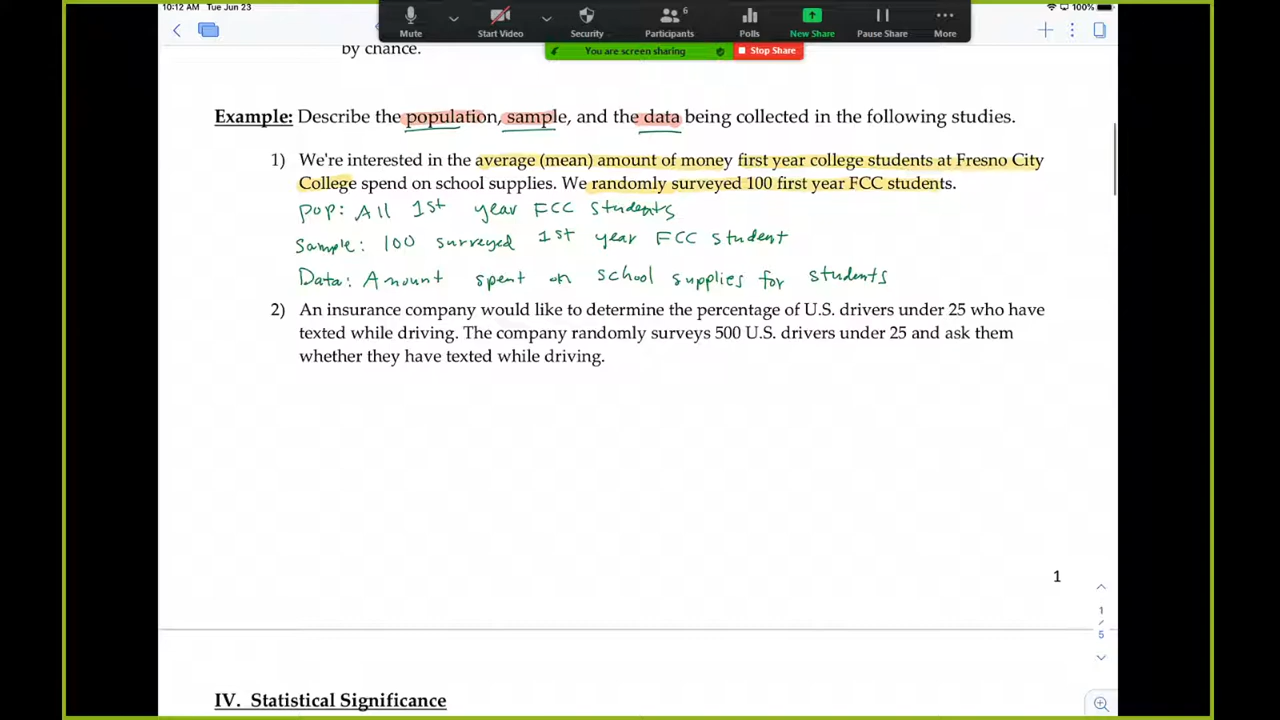 10:12 AM Tue Jun 23
100%
Mute
Start Video
Security
6
Participants
Polls
New Share
Pause Share
More
You are screen sharing
Stop Share
by chance.
Example: Describe the population, sample, and the data being collected in the following studies.
1) We're interested in the average (mean) amount of money first year college students at Fresno City
College spend on school supplies. We randomly surveyed 100 first year FCC students.
Pop: All 1st year FCC students
Sample: 100 surveyed 1st year FCC student
Data: Amount spent on school supplies for students
2) An insurance company would like to determine the percentage of U.S. drivers under 25 who have
texted while driving. The company randomly surveys 500 U.S. drivers under 25 and ask them
whether they have texted while driving.
1
1
/
5
IV. Statistical Significance